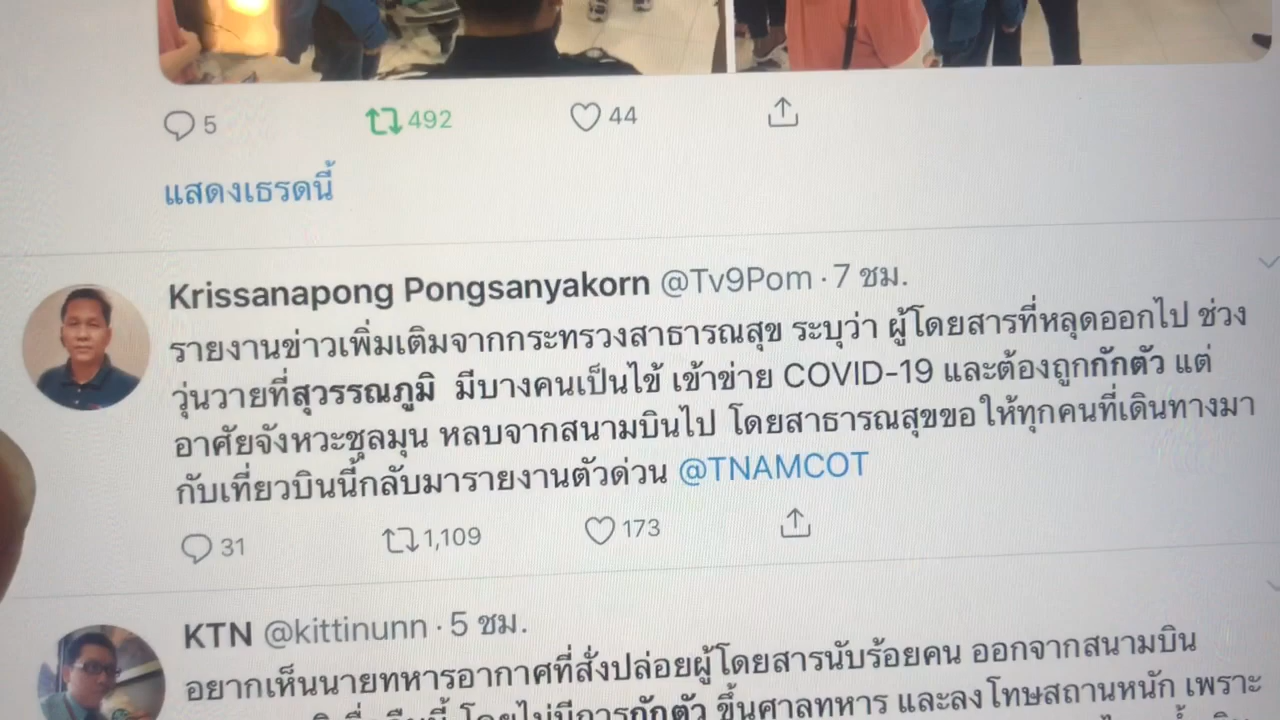 5 492 44
แสดงเธรดนี้
Krissanapong Pongsanyakorn @Tv9Pom · 7 ชม.
รายงานข่าวเพิ่มเติมจากกระทรวงสาธารณสุข ระบุว่า ผู้โดยสารที่หลุดออกไป ช่วง
วุ่นวายที่สุวรรณภูมิ มีบางคนเป็นไข้ เข้าข่าย COVID-19 และต้องถูกกักตัว แต่
อาศัยจังหวะชุลมุน หลบจากสนามบินไป โดยสาธารณสุขขอให้ทุกคนที่เดินทางมา
กับเที่ยวบินนี้กลับมารายงานตัวด่วน @TNAMCOT
31 1,109 173
KTN @kittinunn · 5 ชม.
อยากเห็นนายทหารอากาศที่สั่งปล่อยผู้โดยสารนับร้อยคน ออกจากสนามบิน
โดยไม่มีการกักตัว ขึ้นศาลทหาร และลงโทษสถานหนัก เพราะ